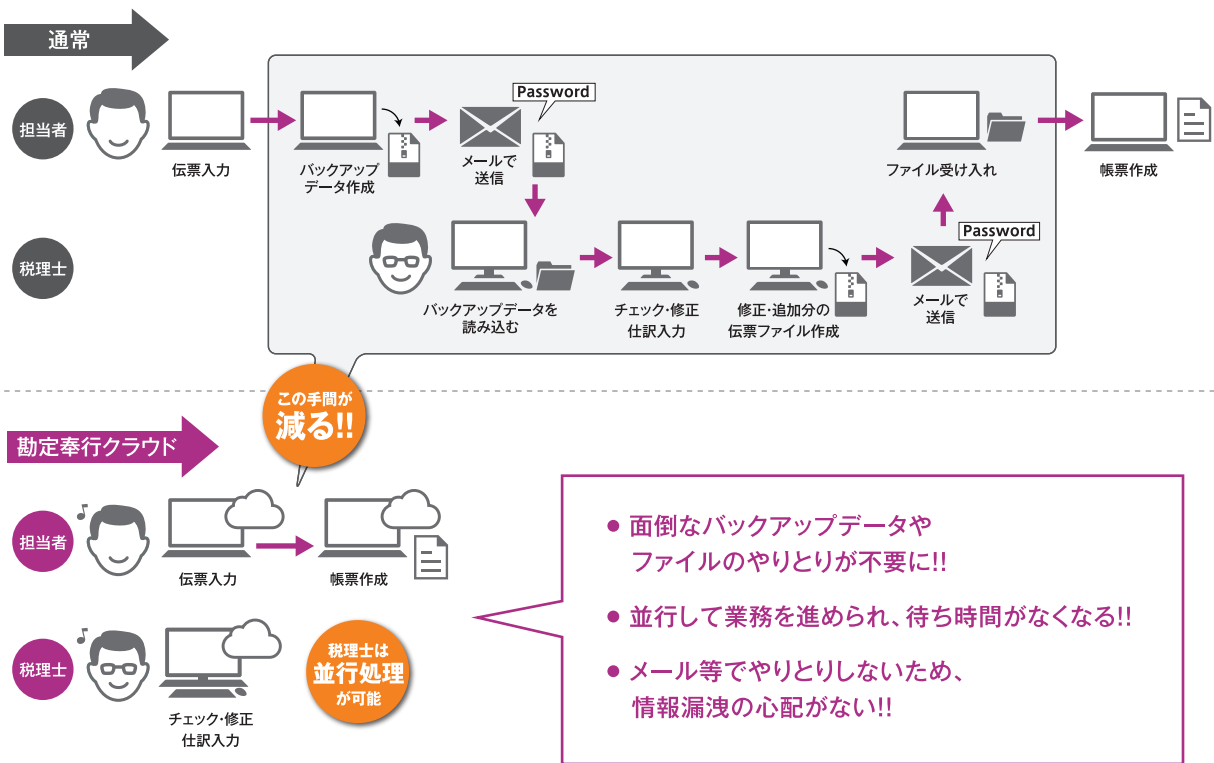 通常
担当者
伝票入力
バックアップ
データ作成
Password
メールで
送信
ファイル受け入れ
帳票作成
税理士
バックアップデータを
読み込む
チェック・修正
仕訳入力
修正・追加分の
伝票ファイル作成
Password
メールで
送信
この手間が
減る!!
勘定奉行クラウド
担当者
伝票入力
帳票作成
税理士
チェック・修正
仕訳入力
税理士は
並行処理
が可能
● 面倒なバックアップデータや
ファイルのやりとりが不要に!!
● 並行して業務を進められ、待ち時間がなくなる!!
● メール等でやりとりしないため、
情報漏洩の心配がない!!